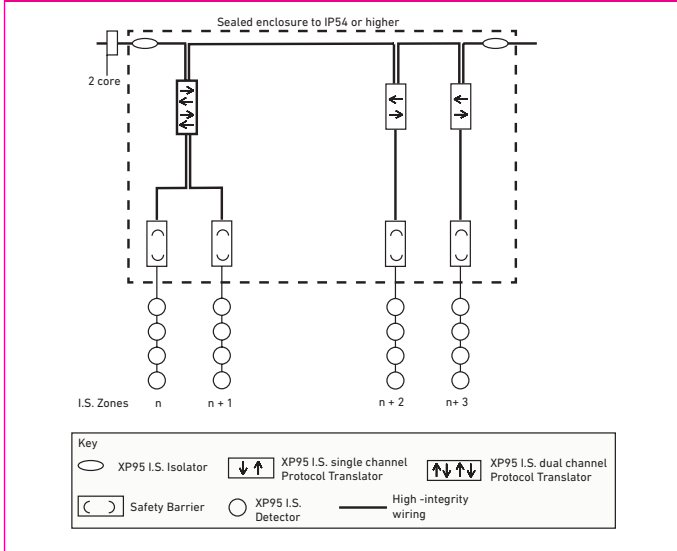 Sealed enclosure to IP54 or higher
2 core
I.S. Zones n n + 1 n + 2 n+ 3
Key
XP95 I.S. Isolator
XP95 I.S. single channel
Protocol Translator
XP95 I.S. dual channel
Protocol Translator
Safety Barrier
XP95 I.S.
Detector
High -integrity
wiring